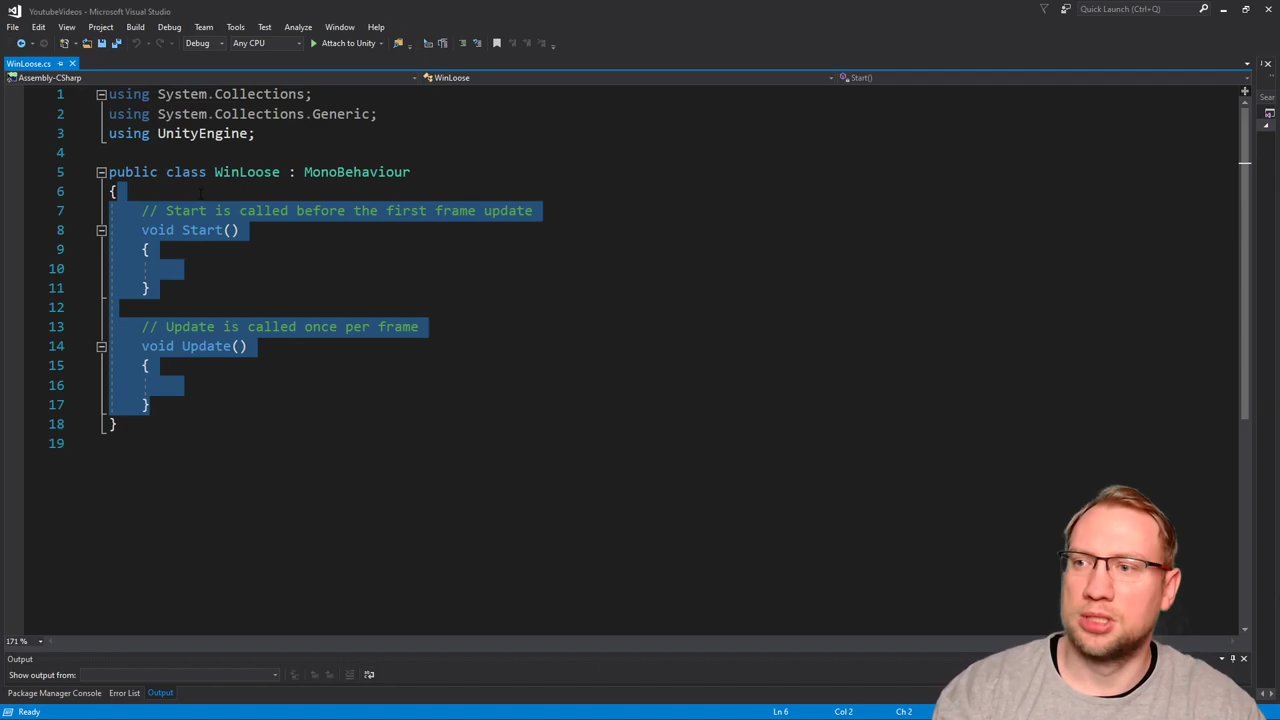 YoutubeVideos - Microsoft Visual Studio
Quick Launch (Ctrl+Q)
File Edit View Project Build Debug Team Tools Test Analyze Window Help
Debug Any CPU Attach to Unity
WinLoose.cs
Assembly-CSharp WinLoose Start()
1 using System.Collections;
2 using System.Collections.Generic;
3 using UnityEngine;
4
5 public class WinLoose : MonoBehaviour
6 {
7 // Start is called before the first frame update
8 void Start()
9 {
10
11 }
12
13 // Update is called once per frame
14 void Update()
15 {
16
17 }
18 }
19
Sear
171 %
Output
Show output from:
Package Manager Console Error List Output
Ready Ln 6 Col 2 Ch 2